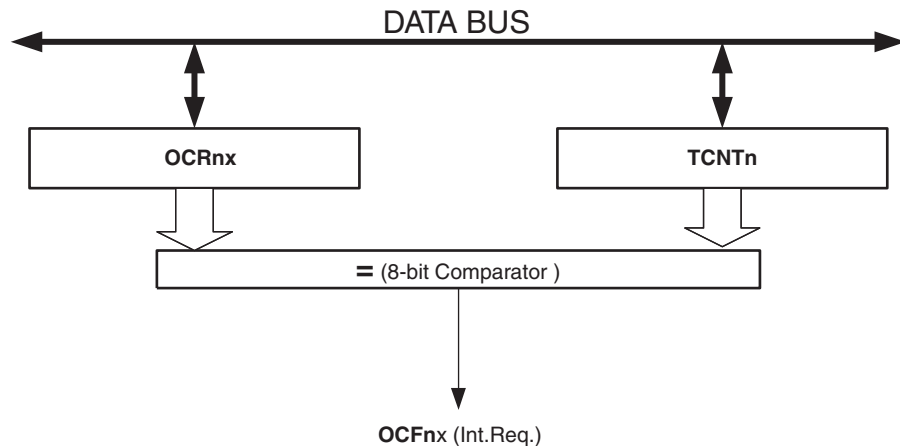 DATA BUS
OCRnx
TCNTn
= (8-bit Comparator )
OCFnx (Int.Req.)